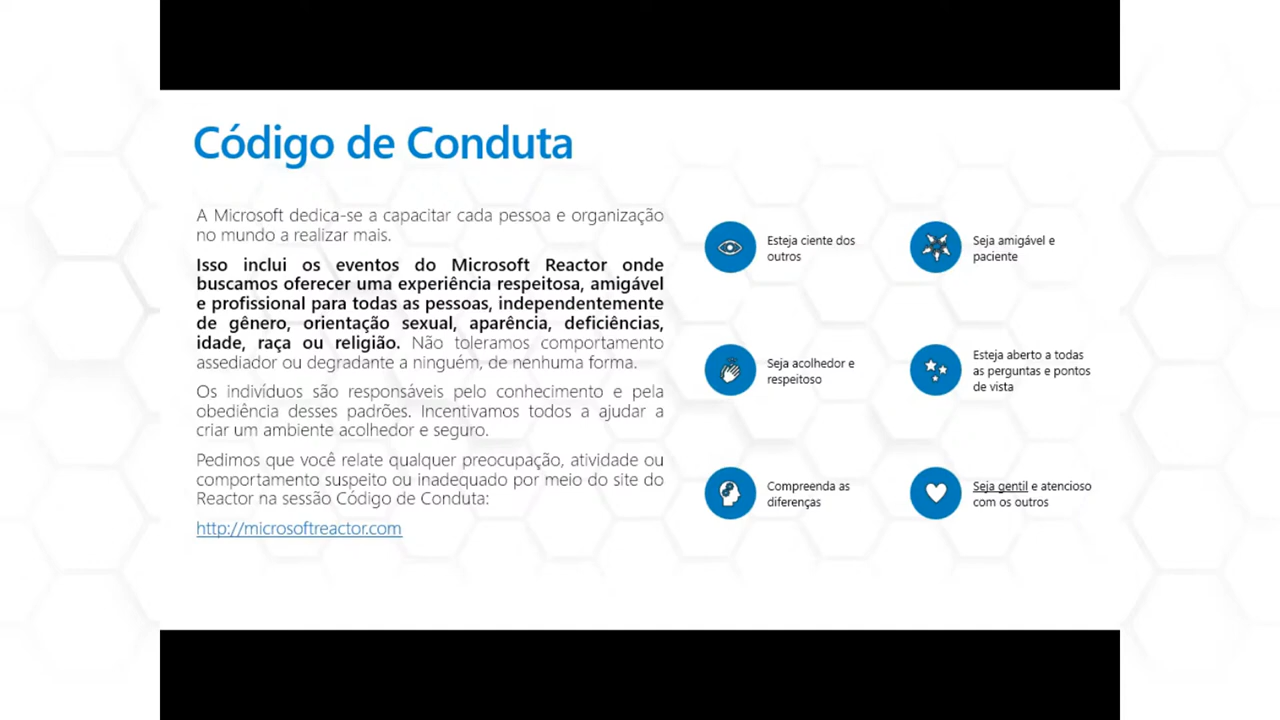 Código de Conduta
A Microsoft dedica-se a capacitar cada pessoa e organização
no mundo a realizar mais.
Isso inclui os eventos do Microsoft Reactor onde
buscamos oferecer uma experiência respeitosa, amigável
e profissional para todas as pessoas, independentemente
de gênero, orientação sexual, aparência, deficiências,
idade, raça ou religião. Não toleramos comportamento
assediador ou degradante a ninguém, de nenhuma forma.
Os indivíduos são responsáveis pelo conhecimento e pela
obediência desses padrões. Incentivamos todos a ajudar a
criar um ambiente acolhedor e seguro.
Pedimos que você relate qualquer preocupação, atividade ou
comportamento suspeito ou inadequado por meio do site do
Reactor na sessão Código de Conduta:
http://microsoftreactor.com
Esteja ciente dos
outros
Seja amigável e
paciente
Seja acolhedor e
respeitoso
Esteja aberto a todas
as perguntas e pontos
de vista
Compreenda as
diferenças
Seja gentil e atencioso
com os outros